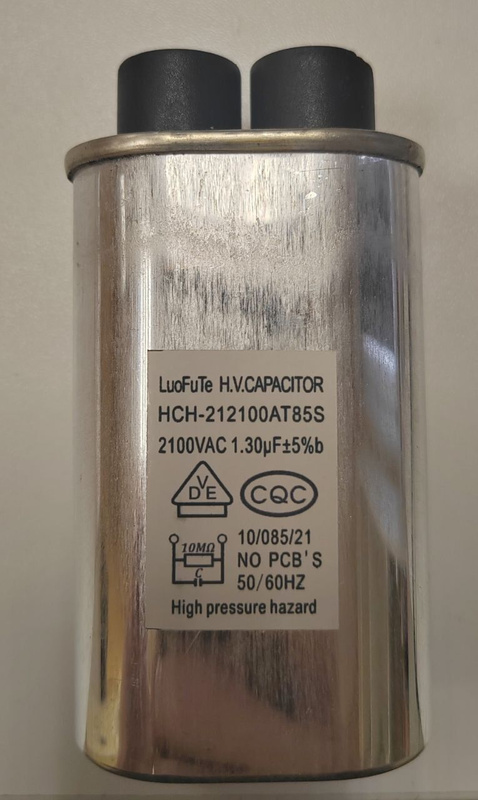 LuoFuTe H.V.CAPACITOR
HCH-212100AT85S
2100VAC 1.30μF±5%b
VDE
CQC
10MΩ
C
10/085/21
NO PCB'S
50/60HZ
High pressure hazard